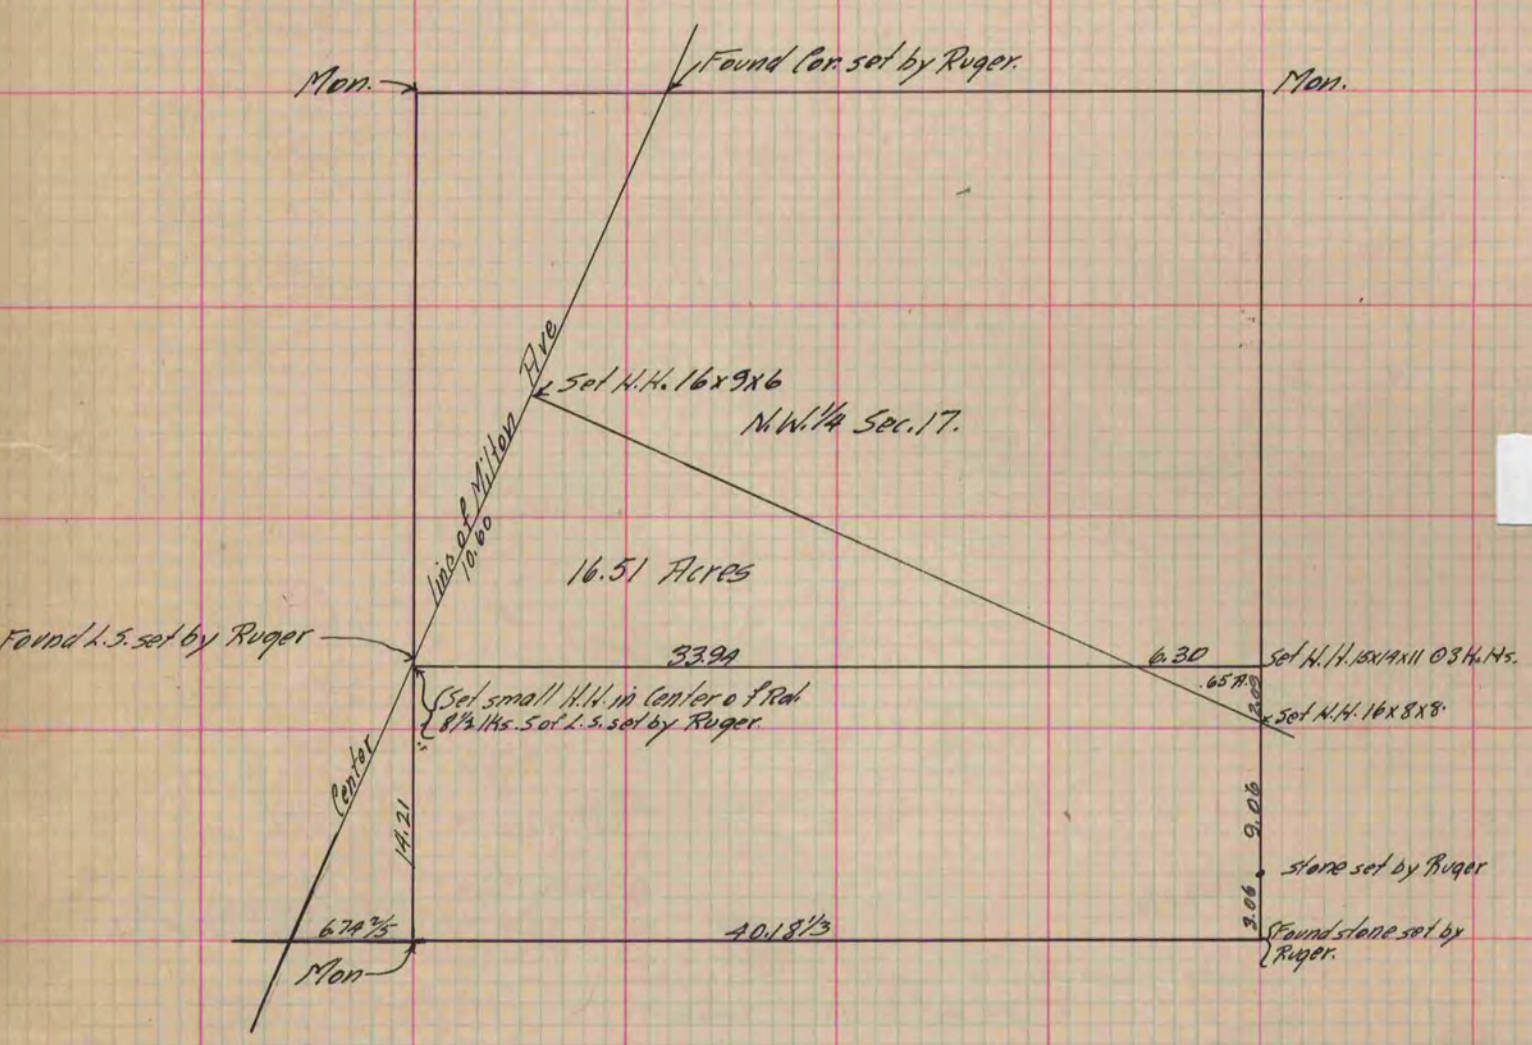 Mon.
Found Cor. set by Ruger.
Mon.
Set H.H. 16x9x6
N.W. 1/4 Sec. 17.
Center line of Milton Ave
10.60
16.51 Acres
Found L.S. set by Ruger
33.94
6.30
Set H.H. 15x14x11 ⊙ 3 H.Hs.
.65 A.
2.09
Set small H.H. in Center of Rd.
8 1/2 lks. S of L.S. set by Ruger.
Set H.H. 16x8x8.
14.21
9.06
stone set by Ruger
3.06
6.74 2/5
40.18 1/3
Found stone set by
Ruger.
Mon